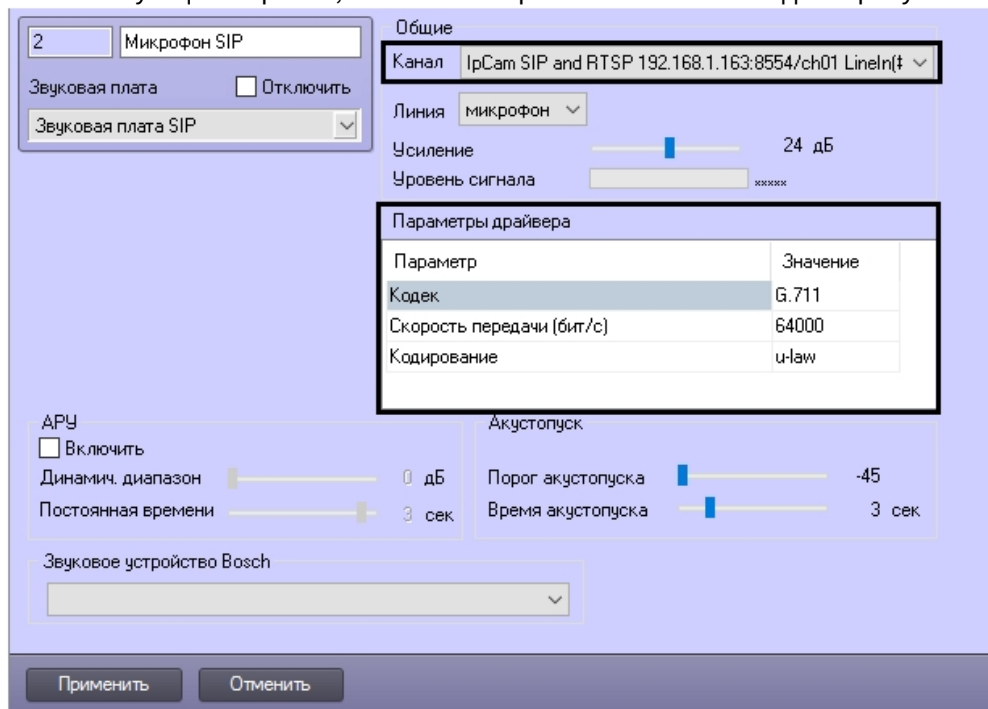 2 Микрофон SIP
Звуковая плата Отключить
Звуковая плата SIP
Общие
Канал IpCam SIP and RTSP 192.168.1.163:8554/ch01 LineIn(
Линия микрофон
Усиление 24 дБ
Уровень сигнала xxxxx
Параметры драйвера
Параметр Значение
Кодек G.711
Скорость передачи (бит/с) 64000
Кодирование u-law
АРУ
Включить
Динамич. диапазон 0 дБ
Постоянная времени 3 сек
Акустопуск
Порог акустопуска -45
Время акустопуска 3 сек
Звуковое устройство Bosch
Применить Отменить